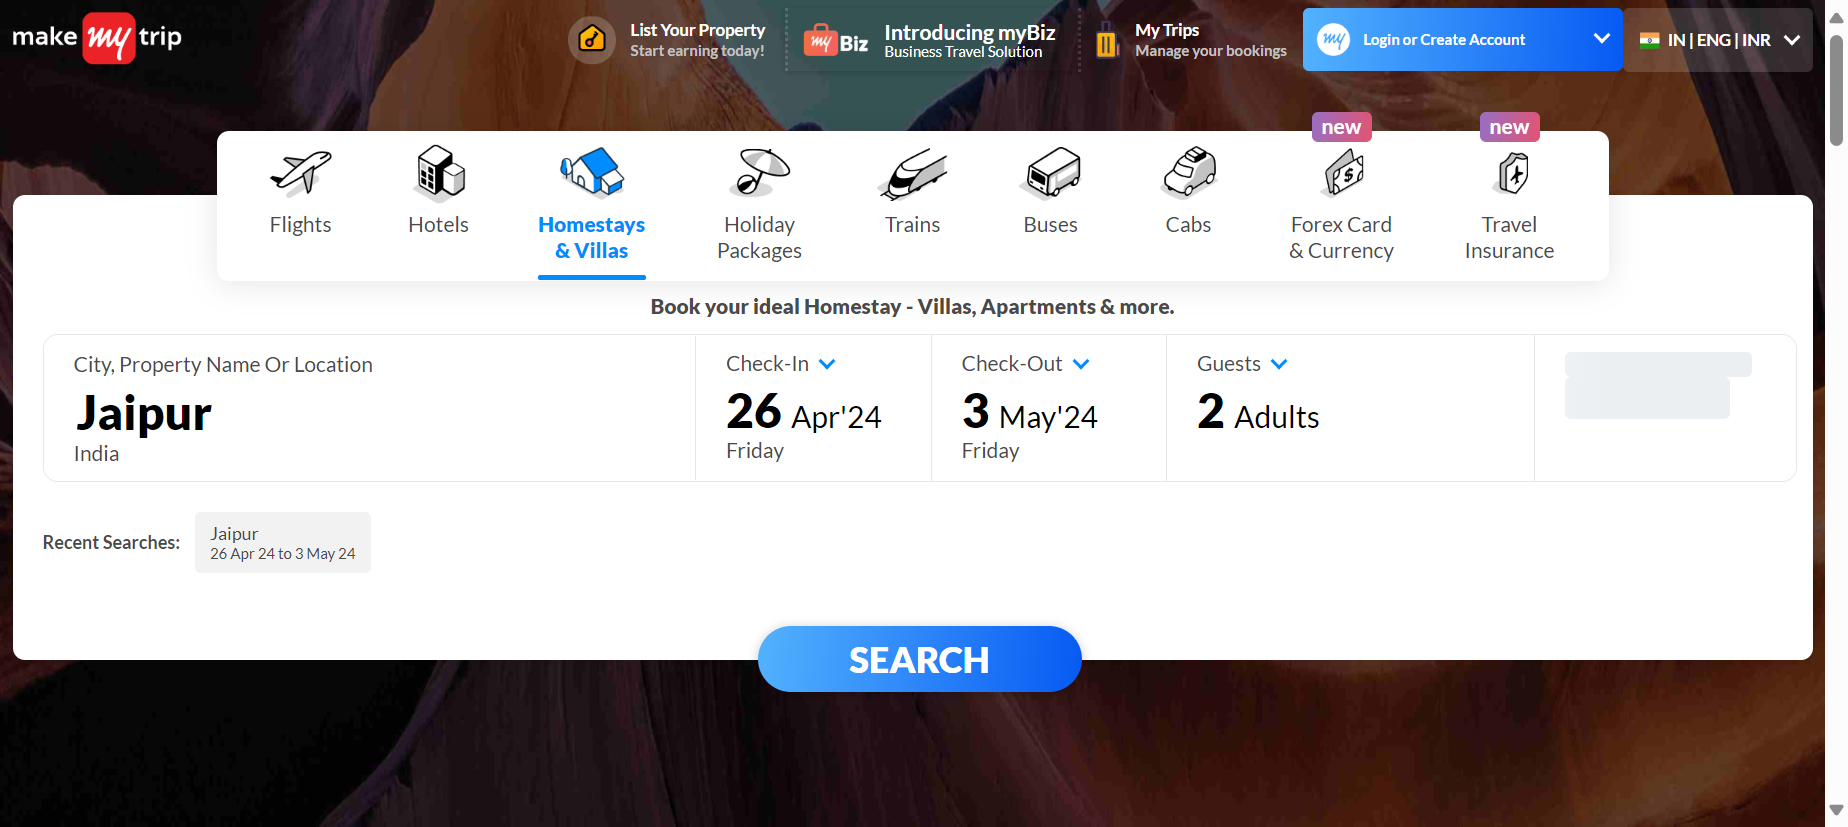 make my trip
List Your Property
Start earning today!
my Biz
Introducing myBiz
Business Travel Solution
My Trips
Manage your bookings
my
Login or Create Account
IN | ENG | INR
new
new
Flights
Hotels
Homestays
& Villas
Holiday
Packages
Trains
Buses
Cabs
Forex Card
& Currency
Travel
Insurance
Book your ideal Homestay - Villas, Apartments & more.
City, Property Name Or Location
Jaipur
India
Check-In
26 Apr'24
Friday
Check-Out
3 May'24
Friday
Guests
2 Adults
Recent Searches:
Jaipur
26 Apr 24 to 3 May 24
SEARCH